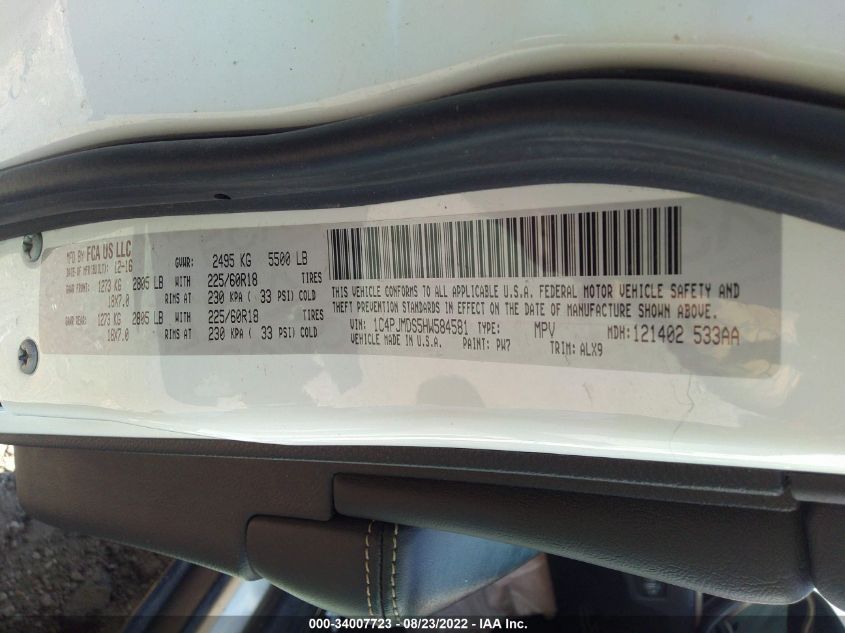 MFD BY FCA US LLC
DATE OF MFR 12-16 GVWR: 2495 KG 5500 LB
GAWR FRONT: 1273 KG 2805 LB WITH 225/60R18 TIRES
18X7.0 RIMS AT 230 KPA ( 33 PSI) COLD
GAWR REAR: 1273 KG 2805 LB WITH 225/60R18 TIRES
18X7.0 RIMS AT 230 KPA ( 33 PSI) COLD
THIS VEHICLE CONFORMS TO ALL APPLICABLE U.S.A. FEDERAL MOTOR VEHICLE SAFETY AND
THEFT PREVENTION STANDARDS IN EFFECT ON THE DATE OF MANUFACTURE SHOWN ABOVE.
VIN: 1C4PJMDS5HW584581 TYPE: MPV MDH: 121402 533AA
VEHICLE MADE IN U.S.A. PAINT: PW7 TRIM: ALX9
000-34007723 - 08/23/2022 - IAA Inc.